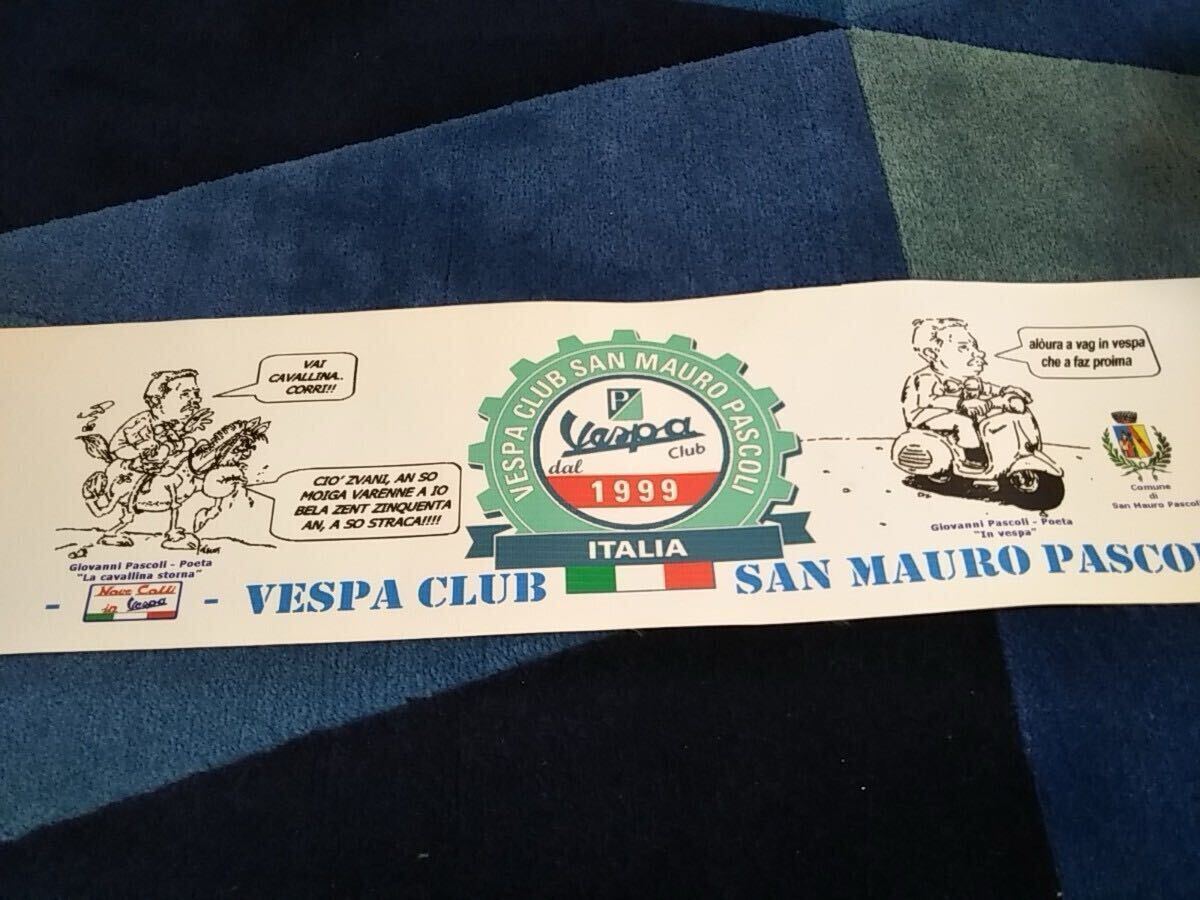 VAI
CAVALLINA..
CORRI!!
CIO' ZVANI, AN SO
MOIGA VARENNE A IO
BELA ZENT ZINQUENTA
AN, A SO STRACA!!!!
Giovanni Pascoli - Poeta
"La cavallina storna"
- Nove Colli
in Vespa -
VESPA CLUB SAN MAURO PASCOLI
P
Vespa
Club
dal
1999
ITALIA
VESPA CLUB SAN MAURO PASCO
alòura a vag in vespa
che a faz proima
Giovanni Pascoli - Poeta
"In vespa"
Comune
di
San Mauro Pascoli